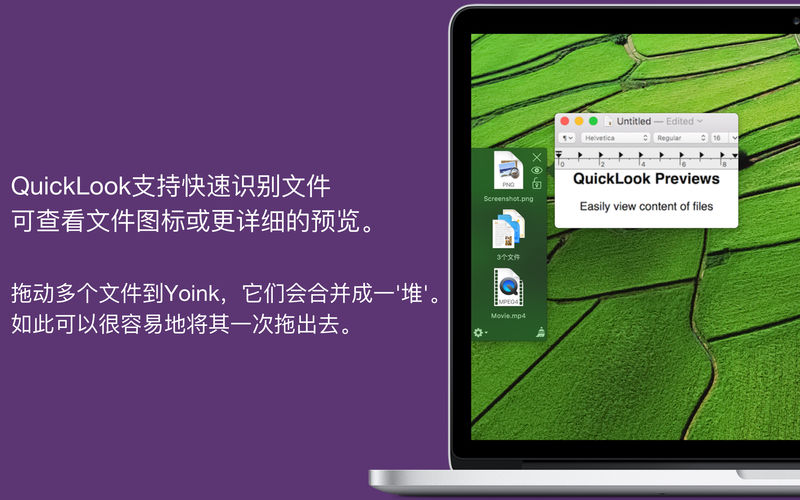 QuickLook支持快速识别文件
可查看文件图标或更详细的预览。
拖动多个文件到Yoink，它们会合并成一'堆'。
如此可以很容易地将其一次拖出去。
PNG
Screenshot.png
3个文件
MPEG4
Movie.mp4
Untitled — Edited
¶ Helvetica Regular 16
0 2 4 6 8
QuickLook Previews
Easily view content of files